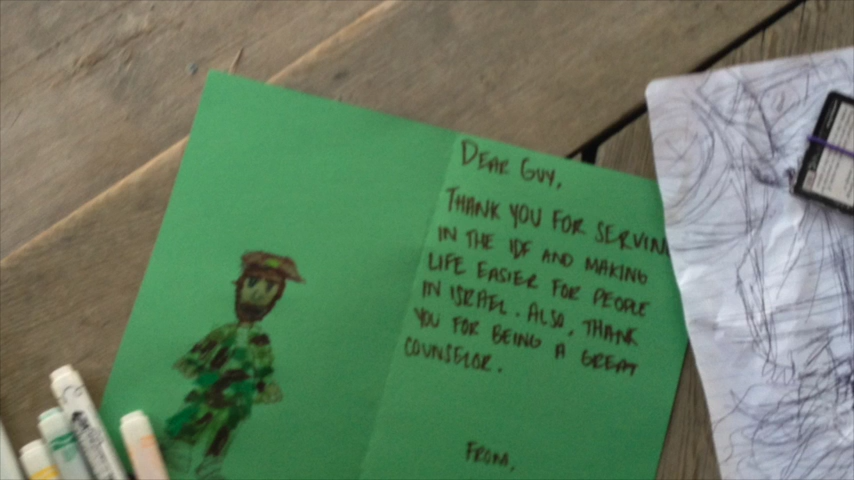 DEAR GUY,
THANK YOU FOR SERVIN
IN THE IDF AND MAKING
LIFE EASIER FOR PEOPLE
IN ISRAEL. ALSO, THANK
YOU FOR BEING A GREAT
COUNSELOR.
FROM,